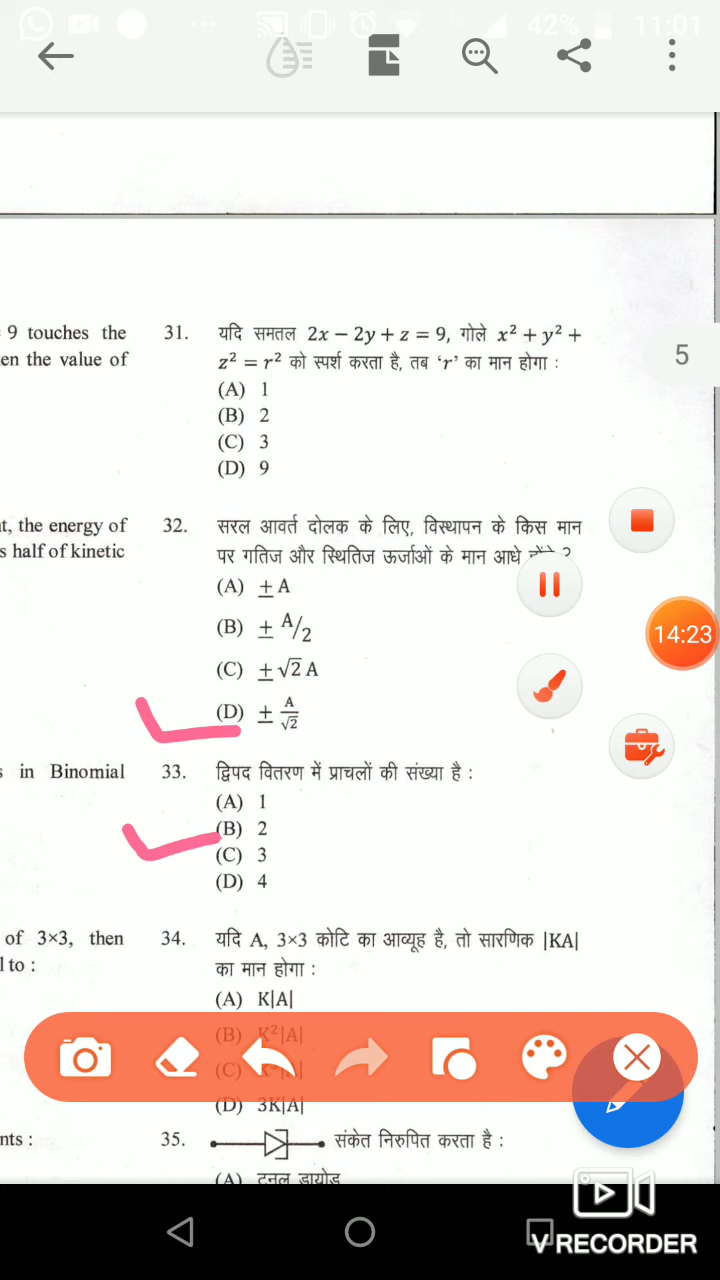 42% 11:01
5
9 touches the
en the value of
31. यदि समतल 2x − 2y + z = 9, गोले x² + y² +
z² = r² को स्पर्श करता है, तब ‘r’ का मान होगा :
(A) 1
(B) 2
(C) 3
(D) 9
t, the energy of
s half of kinetic
32. सरल आवर्त दोलक के लिए, विस्थापन के किस मान
पर गतिज और स्थितिज ऊर्जाओं के मान आधे ?
(A) ± A
(B) ± A/2
(C) ± √2 A
(D) ± A/√2
14:23
s in Binomial
33. द्विपद वितरण में प्राचलों की संख्या है :
(A) 1
(B) 2
(C) 3
(D) 4
of 3×3, then
l to :
34. यदि A, 3×3 कोटि का आव्यूह है, तो सारणिक |KA|
का मान होगा :
(A) K|A|
(B) K²|A|
(C)
(D) 3K|A|
nts :
35. संकेत निरुपित करता है :
(A) टनल डायोड
VRECORDER